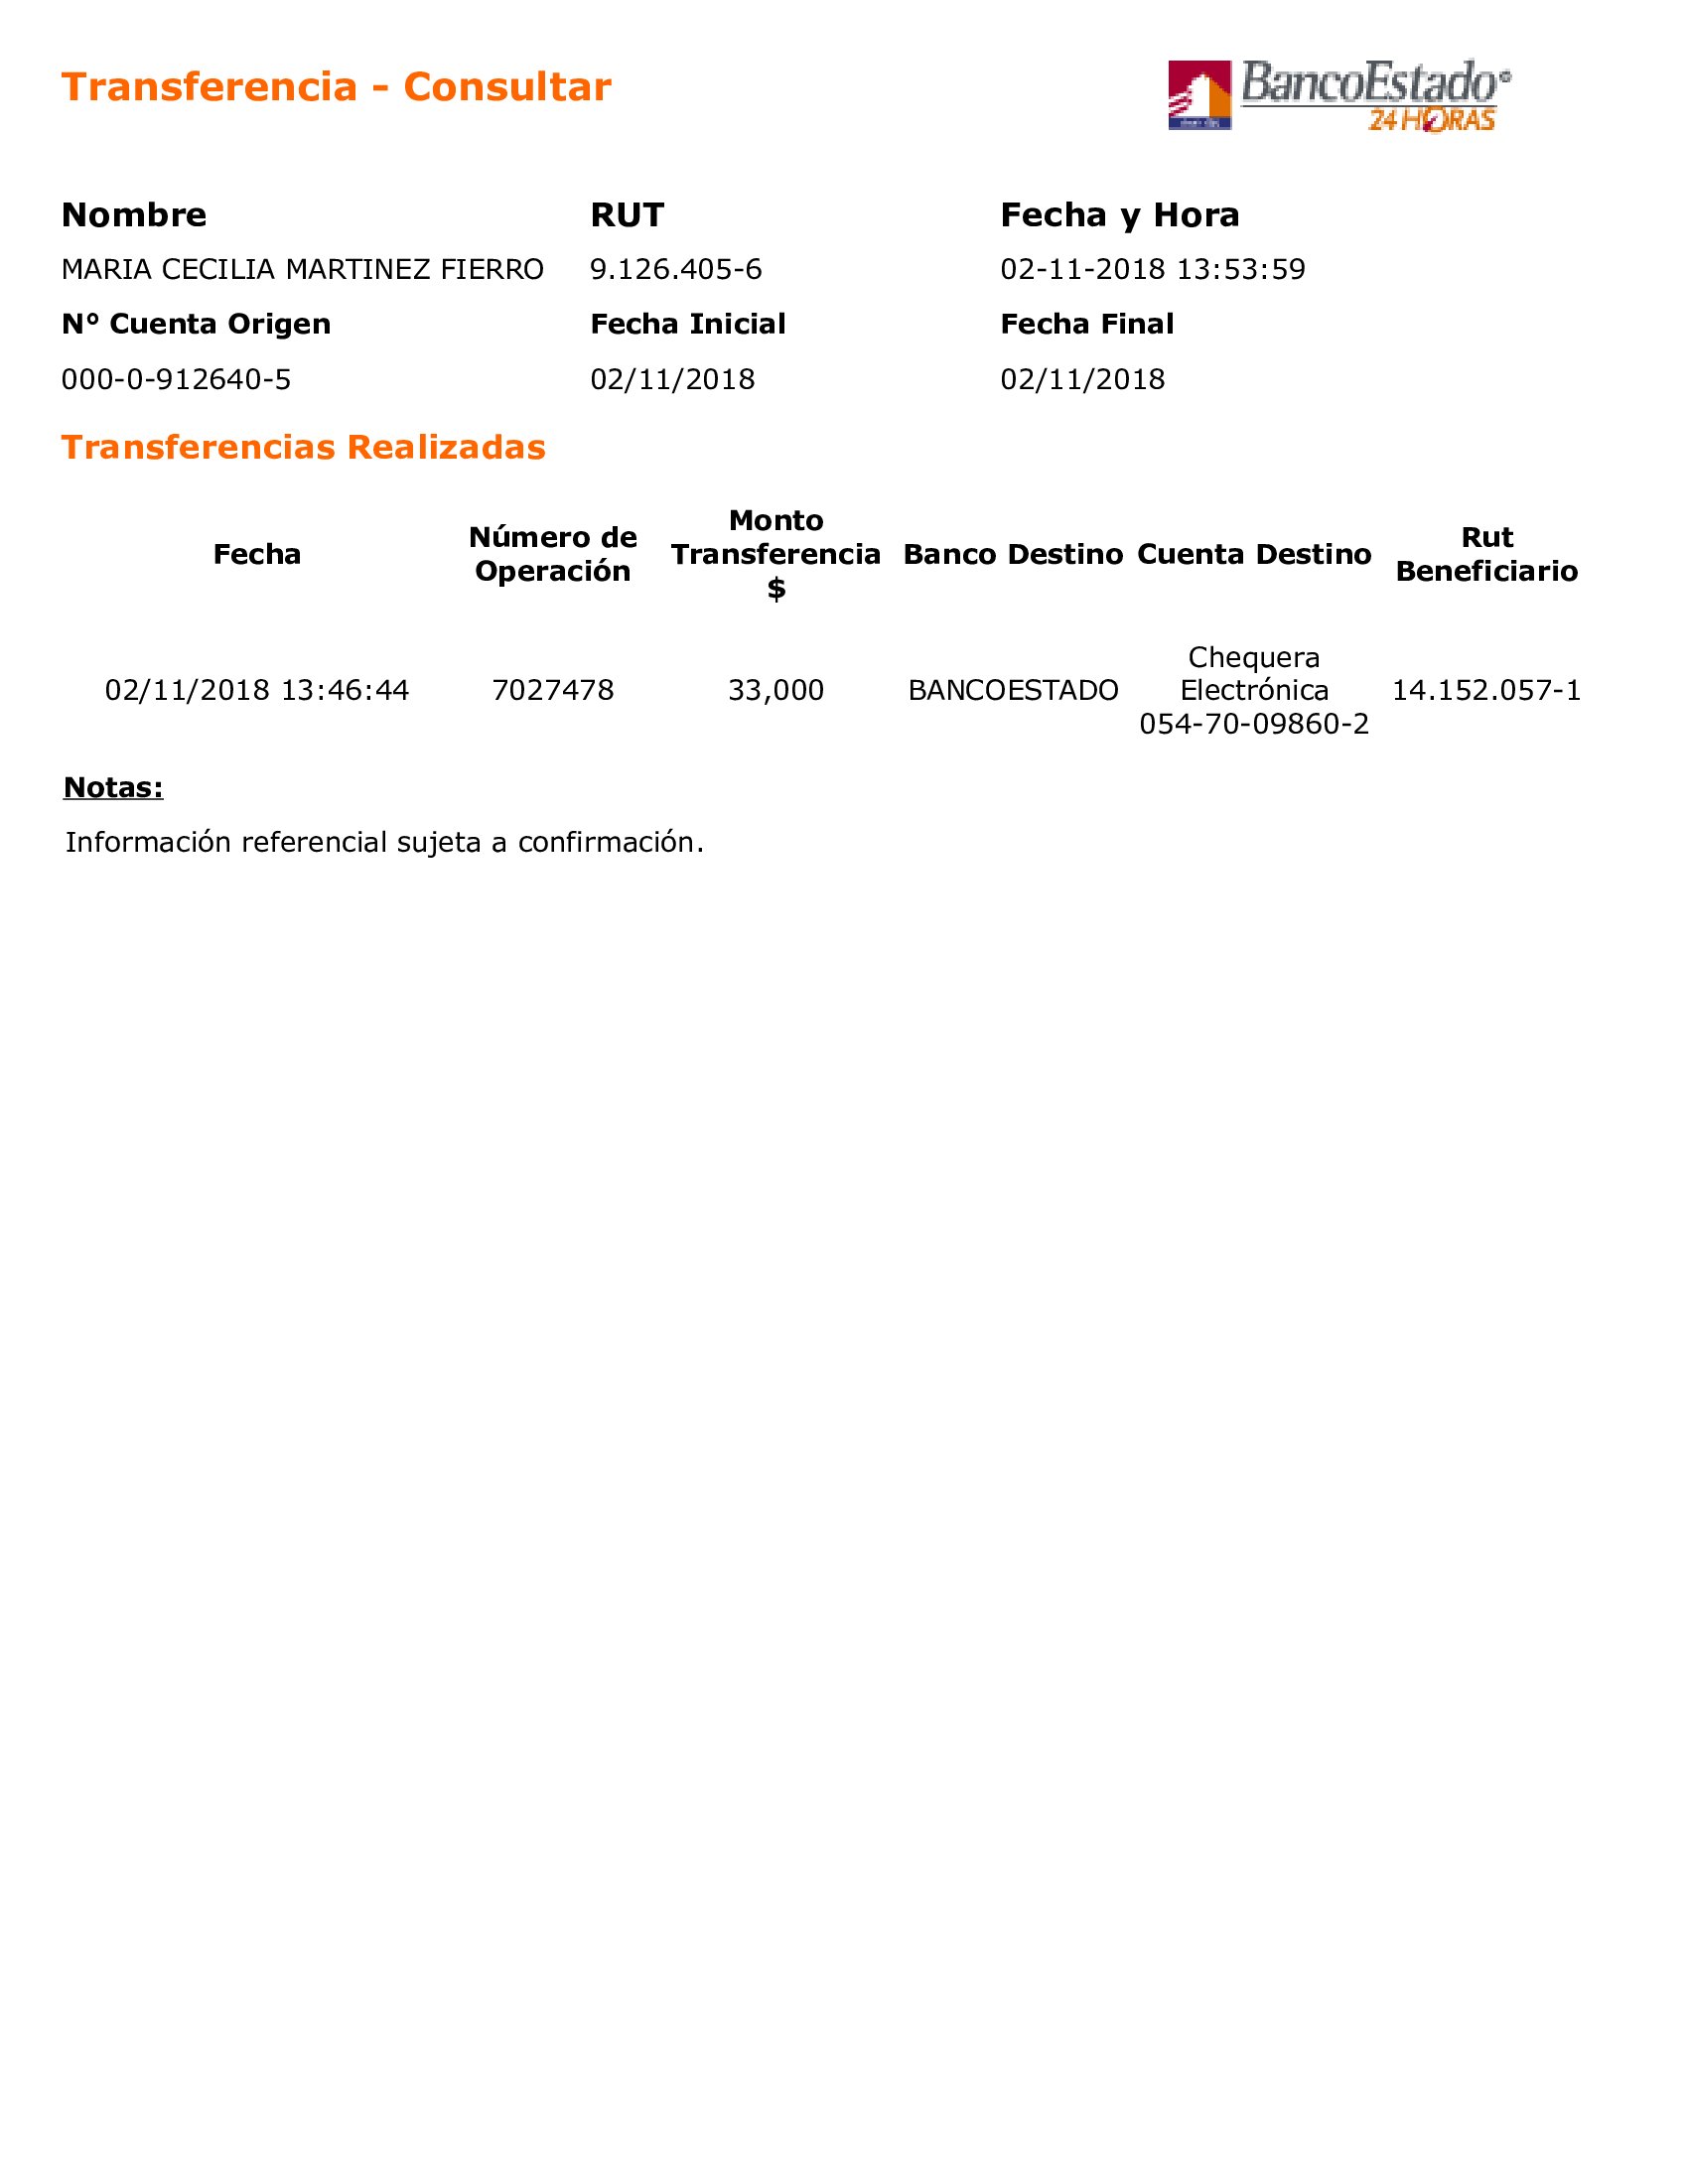 Transferencia - Consultar
BancoEstado®
24 HORAS
Nombre RUT Fecha y Hora
MARIA CECILIA MARTINEZ FIERRO 9.126.405-6 02-11-2018 13:53:59
Nº Cuenta Origen Fecha Inicial Fecha Final
000-0-912640-5 02/11/2018 02/11/2018
Transferencias Realizadas
Fecha
Número de
Operación
Monto
Transferencia
$
Banco Destino
Cuenta Destino
Rut
Beneficiario
02/11/2018 13:46:44
7027478
33,000
BANCOESTADO
Chequera
Electrónica
054-70-09860-2
14.152.057-1
Notas:
Información referencial sujeta a confirmación.